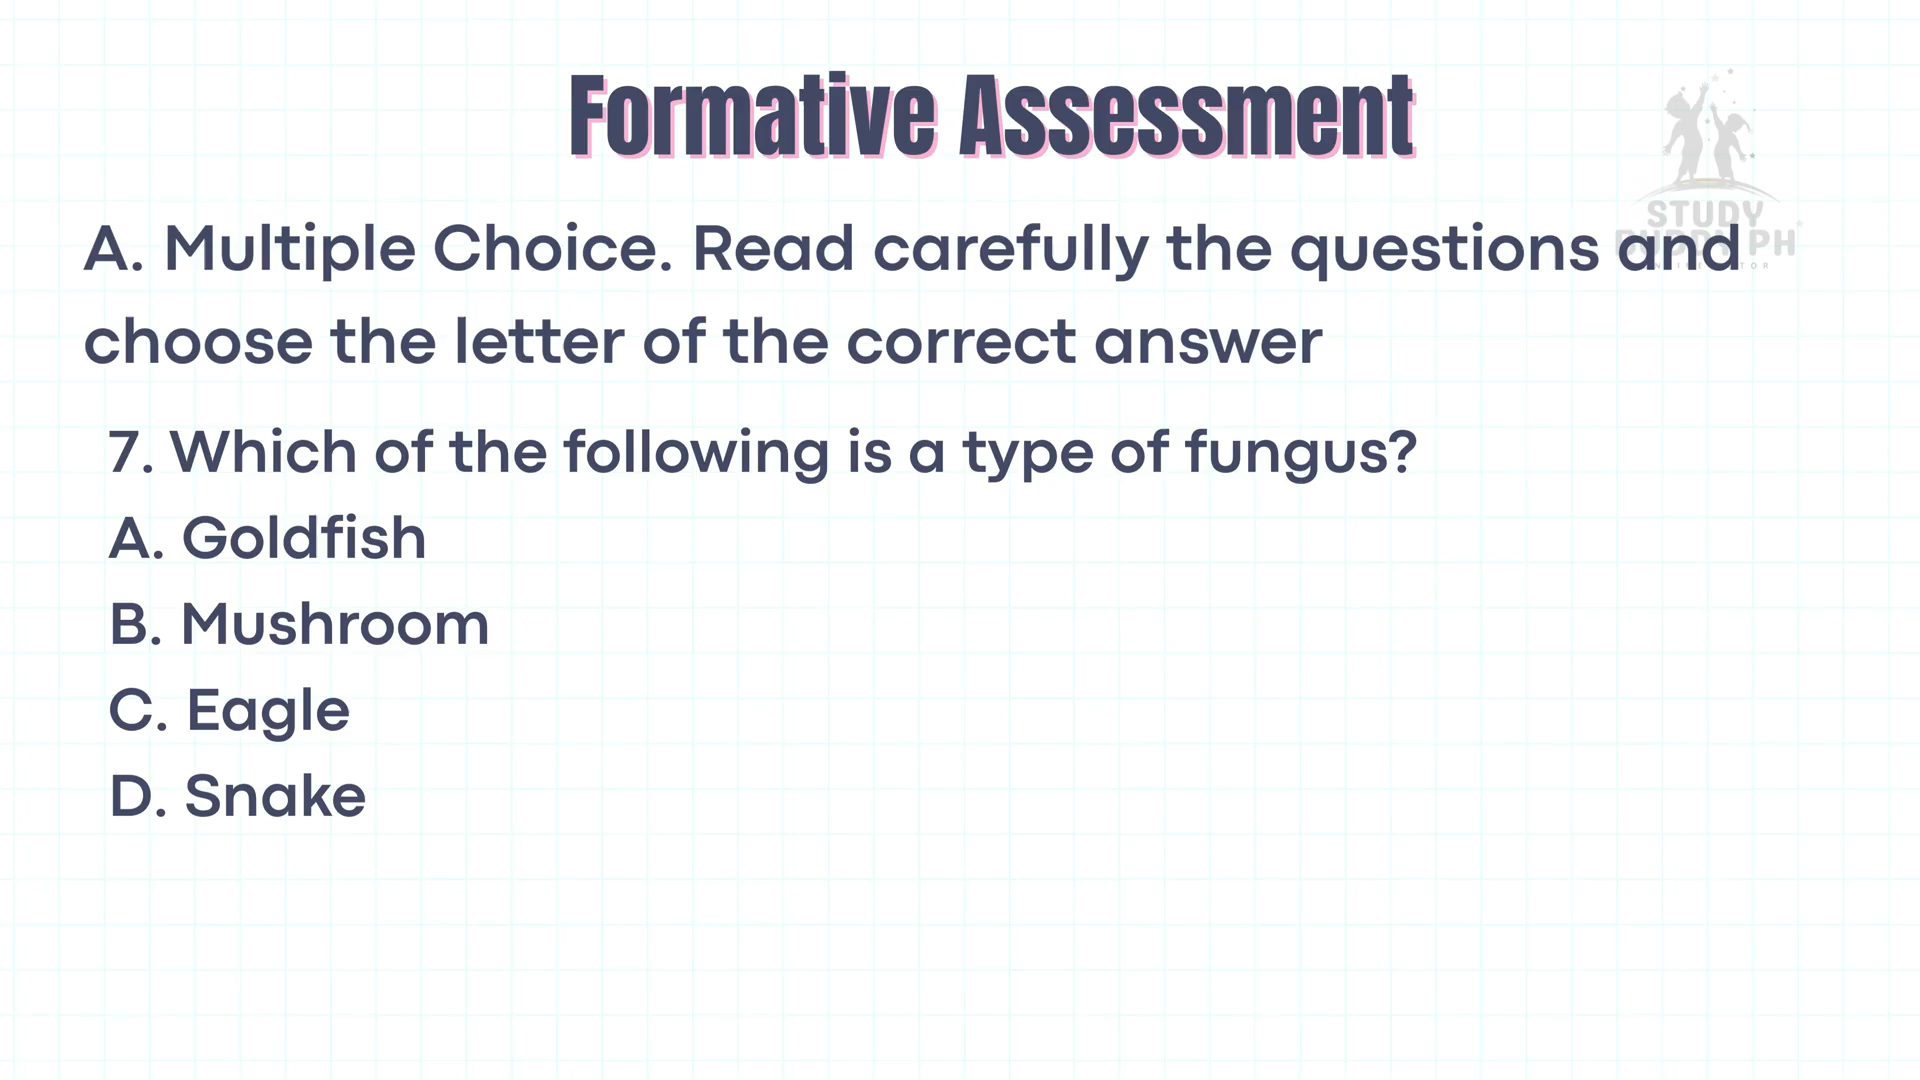 Formative Assessment
STUDY
BUDDY PH
A. Multiple Choice. Read carefully the questions and
choose the letter of the correct answer
7. Which of the following is a type of fungus?
A. Goldfish
B. Mushroom
C. Eagle
D. Snake